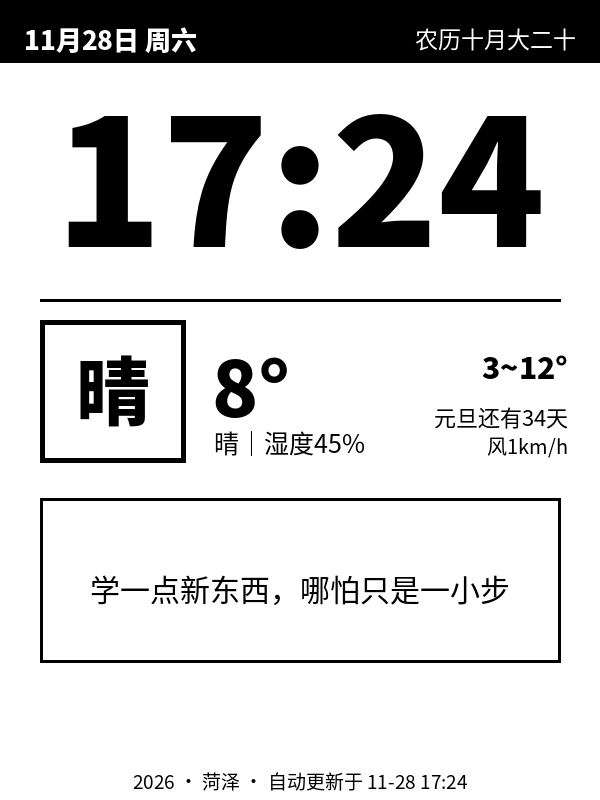 11月28日 周六
农历十月大二十
17:24
晴
8°
晴｜湿度45%
3~12°
元旦还有34天
风1km/h
学一点新东西，哪怕只是一小步
2026 · 菏泽 · 自动更新于 11-28 17:24